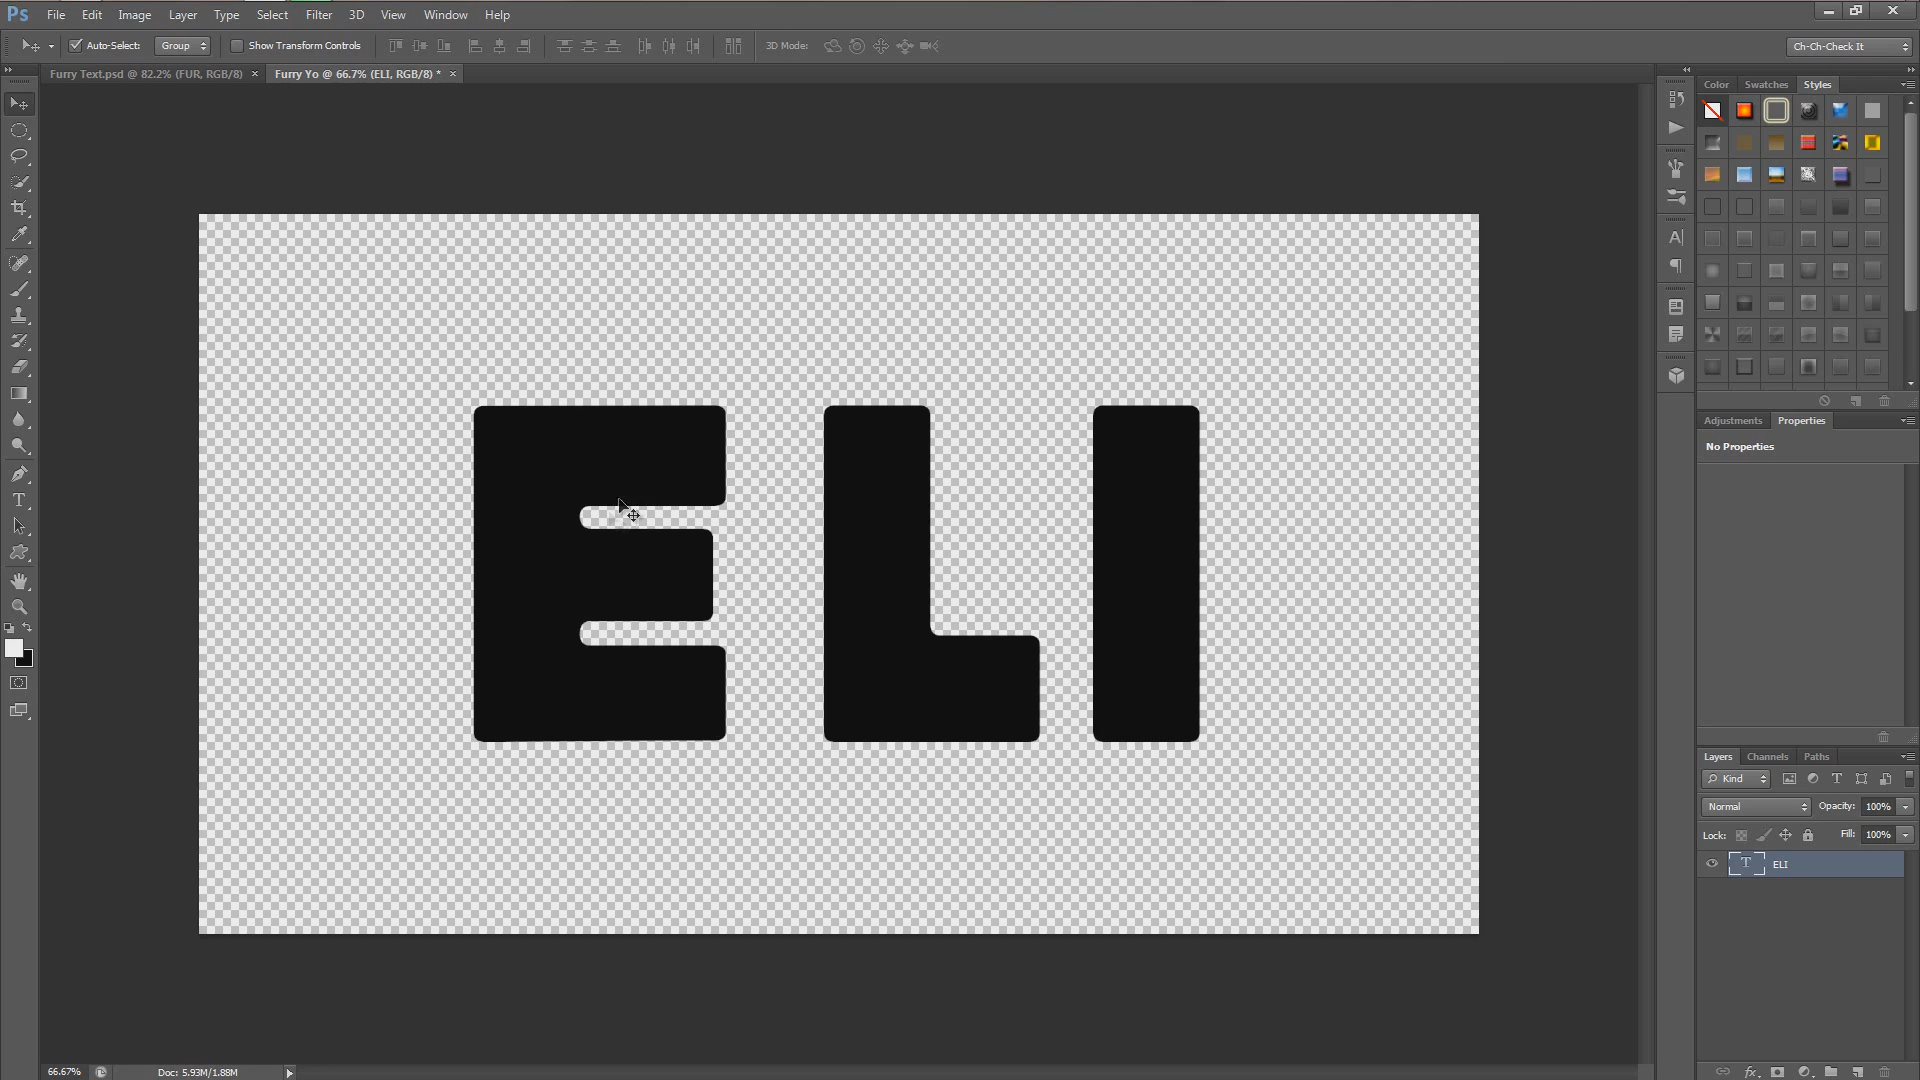 Ps File Edit Image Layer Type Select Filter 3D View Window Help
Auto-Select: Group Show Transform Controls 3D Mode: Ch-Ch-Check It
Furry Text.psd @ 82.2% (FUR, RGB/8) × Furry Yo @ 66.7% (ELI, RGB/8) * ×
Color Swatches Styles
ELI
Adjustments Properties
No Properties
Layers Channels Paths
Kind
Normal Opacity: 100%
Lock: Fill: 100%
T ELI
66.67% Doc: 5.93M/1.88M
fx